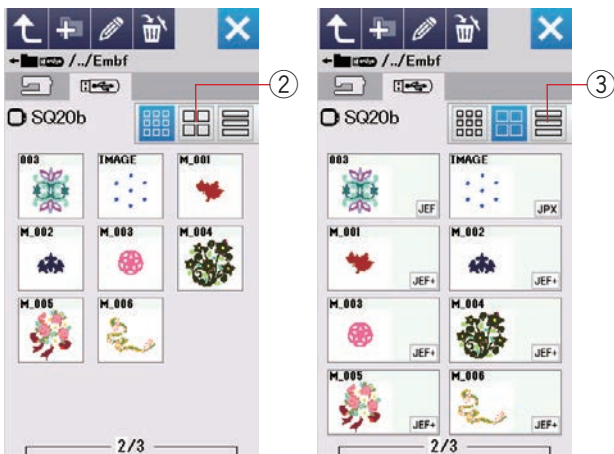 /../Embf
SQ20b
②
003 IMAGE M_001
M_002 M_003 M_004
M_005 M_006
2/3
/../Embf
SQ20b
③
003 IMAGE
JEF JPX
M_001 M_002
JEF+ JEF+
M_003 M_004
JEF+ JEF+
M_005 M_006
JEF+ JEF+
2/3